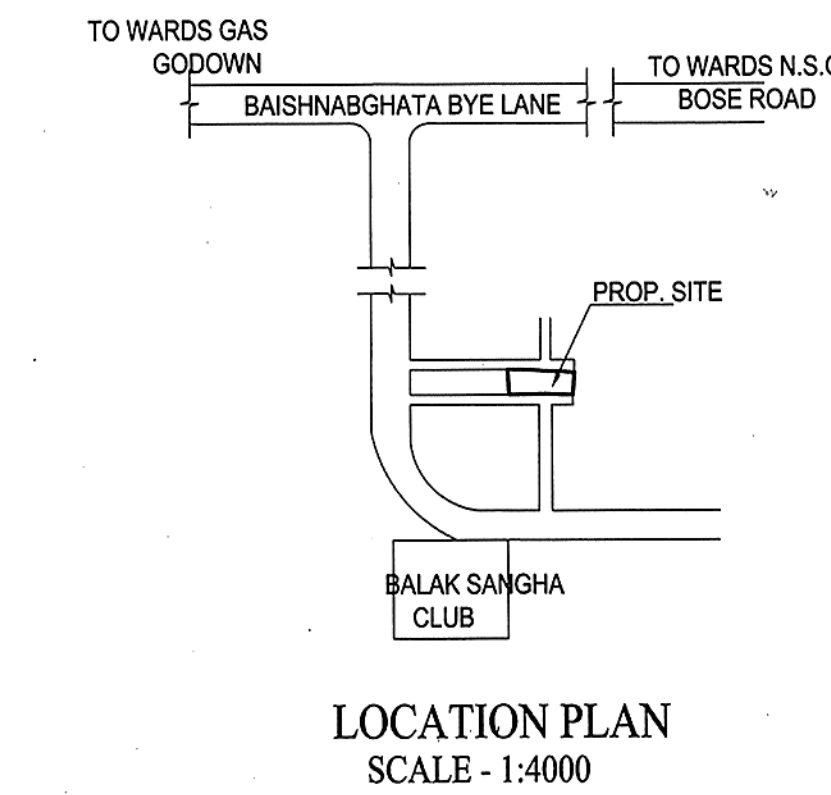 TO WARDS GAS
GODOWN
TO WARDS N.S.C
BAISHNABGHATA BYE LANE
BOSE ROAD
PROP. SITE
BALAK SANGHA
CLUB
LOCATION PLAN
SCALE - 1:4000